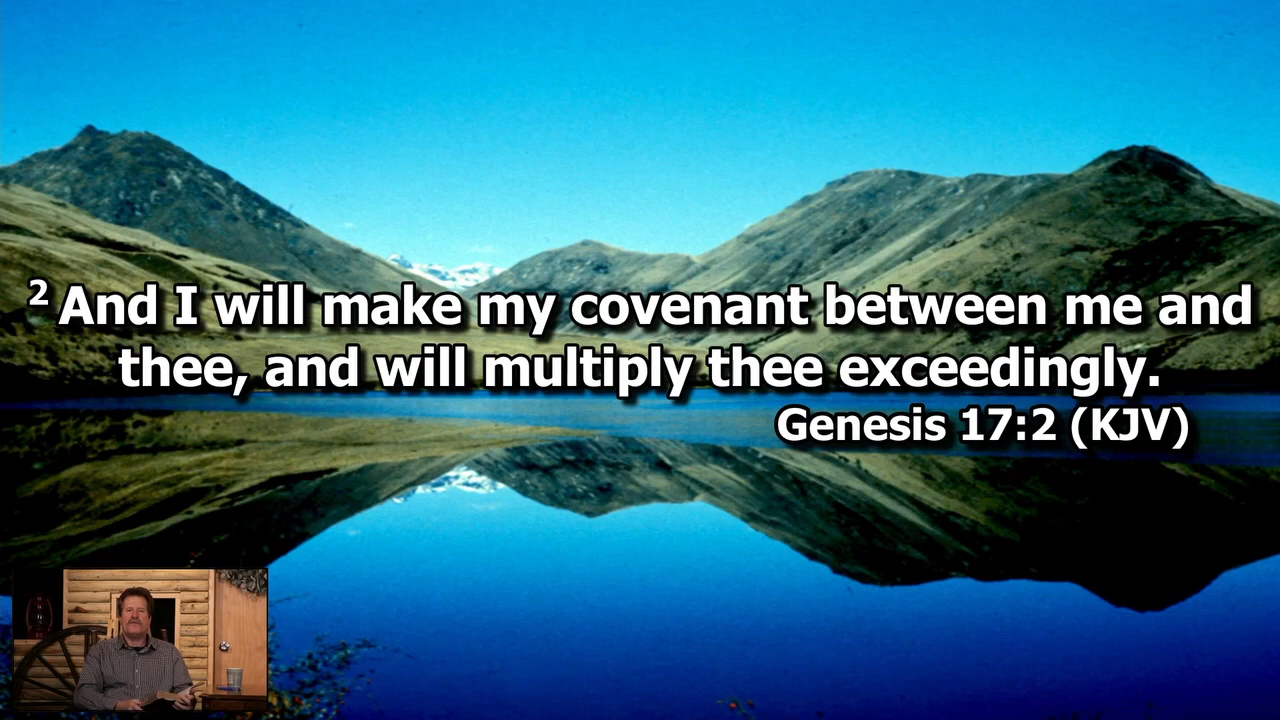 2 And I will make my covenant between me and
thee, and will multiply thee exceedingly.
Genesis 17:2 (KJV)